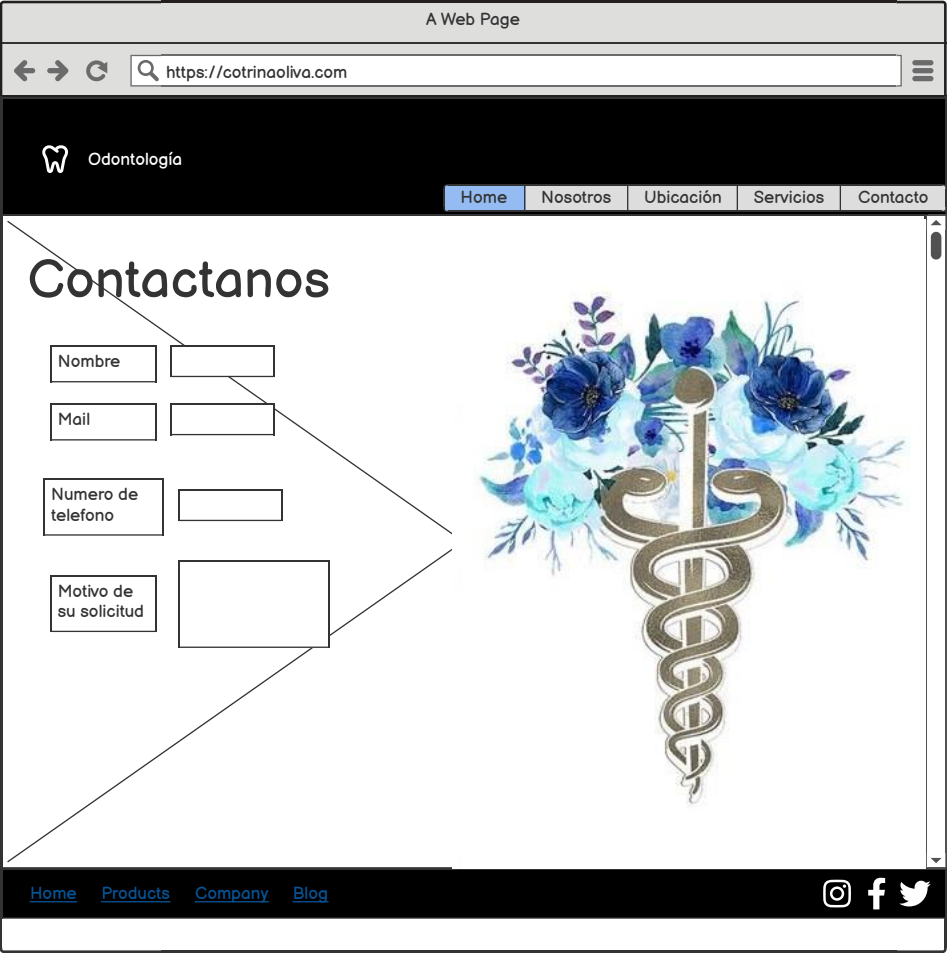 A Web Page
https://cotrinaoliva.com
Odontología
Home Nosotros Ubicación Servicios Contacto
Contactanos
Nombre
Mail
Numero de
telefono
Motivo de
su solicitud
Home Products Company Blog